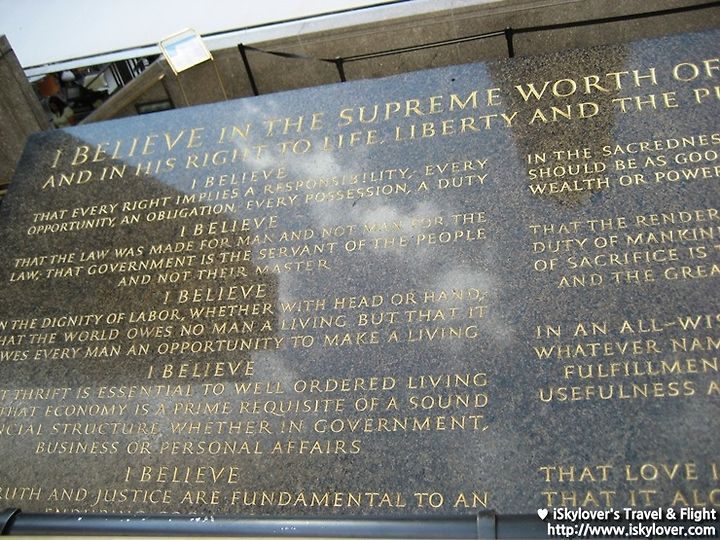 I BELIEVE IN THE SUPREME WORTH OF
AND IN HIS RIGHT TO LIFE, LIBERTY AND THE
I BELIEVE
THAT EVERY RIGHT IMPLIES A RESPONSIBILITY; EVERY
OPPORTUNITY, AN OBLIGATION, EVERY POSSESSION, A DUTY
I BELIEVE
THAT THE LAW WAS MADE FOR MAN AND NOT MAN FOR THE
LAW; THAT GOVERNMENT IS THE SERVANT OF THE PEOPLE
AND NOT THEIR MASTER
I BELIEVE
IN THE DIGNITY OF LABOR, WHETHER WITH HEAD OR HAND;
THAT THE WORLD OWES NO MAN A LIVING BUT THAT IT
OWES EVERY MAN AN OPPORTUNITY TO MAKE A LIVING
I BELIEVE
THRIFT IS ESSENTIAL TO WELL ORDERED LIVING
THAT ECONOMY IS A PRIME REQUISITE OF A SOUND
STRUCTURE, WHETHER IN GOVERNMENT,
BUSINESS OR PERSONAL AFFAIRS
I BELIEVE
TRUTH AND JUSTICE ARE FUNDAMENTAL TO AN
IN THE SACREDNESS
SHOULD BE AS GOO
WEALTH OR POWER
THAT THE RENDER
DUTY OF MANKIN
OF SACRIFICE IS
AND THE GREA
IN AN ALL-WIS
WHATEVER NAM
FULFILLMEN
USEFULNESS A
THAT LOVE I
THAT IT ALO
♥ iSkylover's Travel & Flight
http://www.iskylover.com